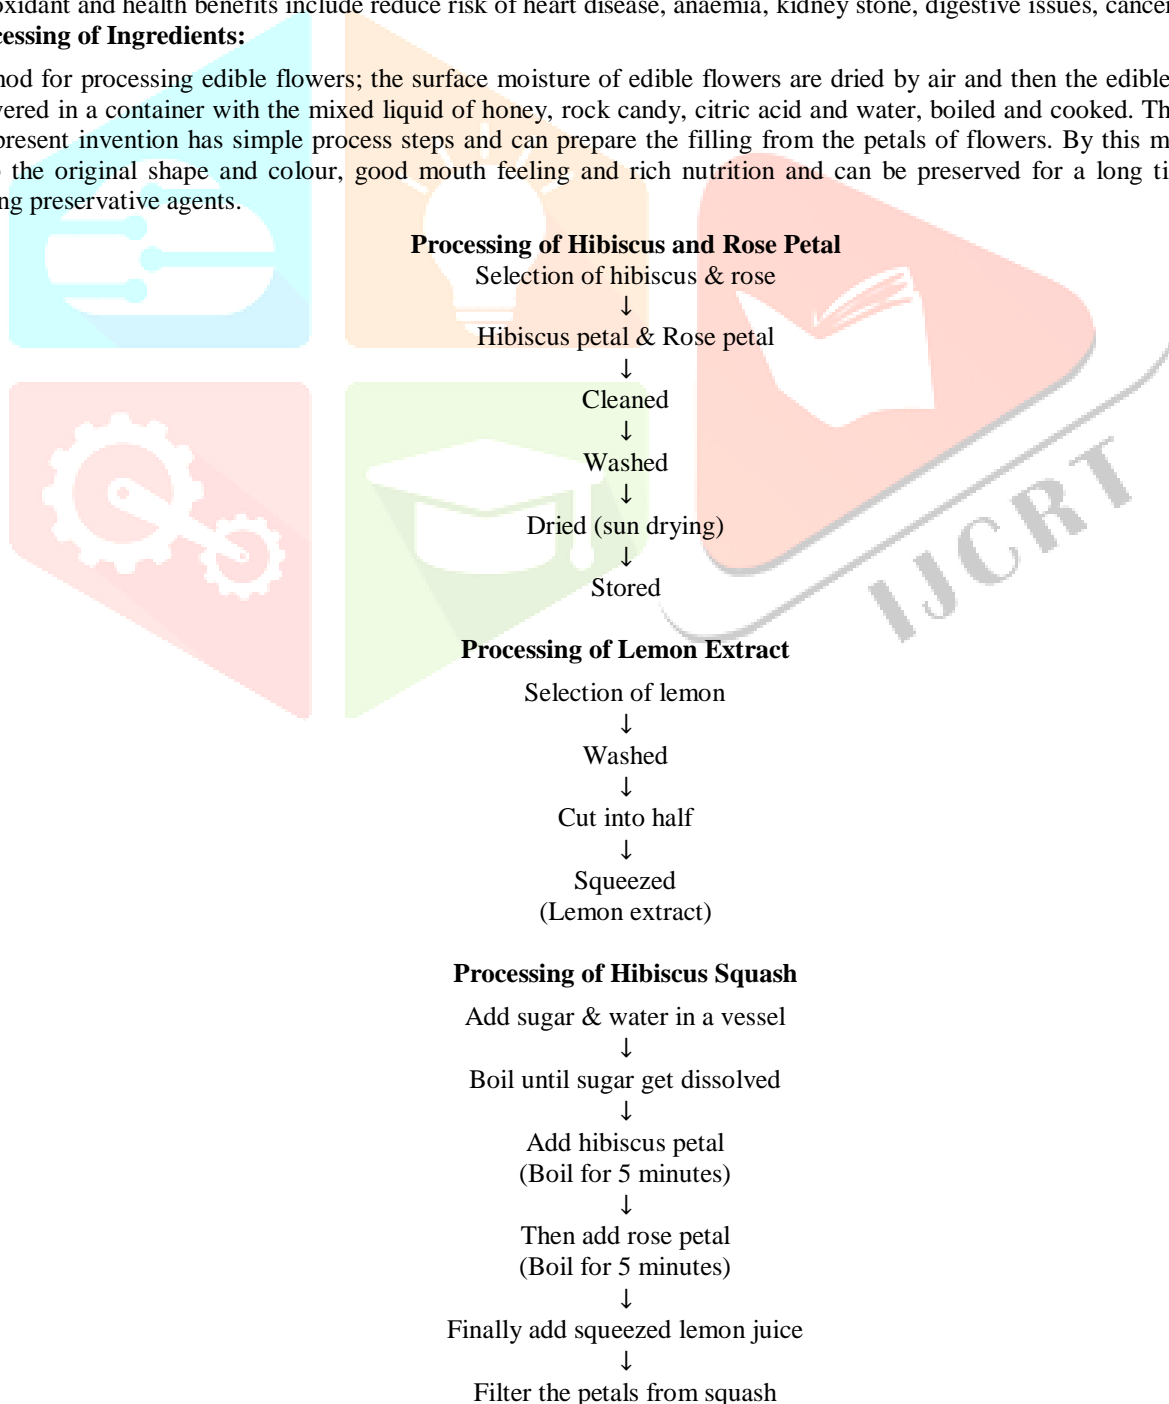 oxidant and health benefits include reduce risk of heart disease, anaemia, kidney stone, digestive issues, cancer
cessing of Ingredients:
hod for processing edible flowers; the surface moisture of edible flowers are dried by air and then the edible
vered in a container with the mixed liquid of honey, rock candy, citric acid and water, boiled and cooked. Th
present invention has simple process steps and can prepare the filling from the petals of flowers. By this m
the original shape and colour, good mouth feeling and rich nutrition and can be preserved for a long ti
ng preservative agents.
Processing of Hibiscus and Rose Petal
Selection of hibiscus & rose
↓
Hibiscus petal & Rose petal
↓
Cleaned
↓
Washed
↓
Dried (sun drying)
↓
Stored
IJCRT
Processing of Lemon Extract
Selection of lemon
↓
Washed
↓
Cut into half
↓
Squeezed
(Lemon extract)
Processing of Hibiscus Squash
Add sugar & water in a vessel
↓
Boil until sugar get dissolved
↓
Add hibiscus petal
(Boil for 5 minutes)
↓
Then add rose petal
(Boil for 5 minutes)
↓
Finally add squeezed lemon juice
↓
Filter the petals from squash